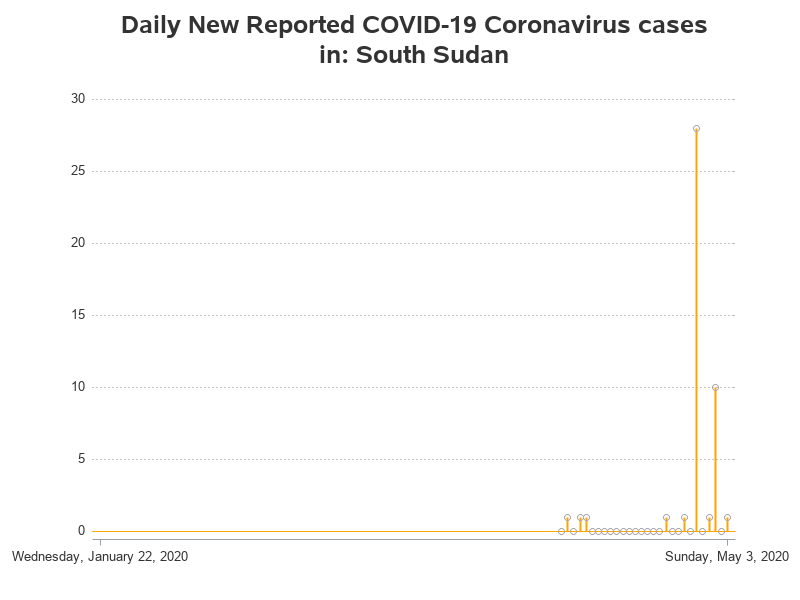 Daily New Reported COVID-19 Coronavirus cases
in: South Sudan
30
25
20
15
10
5
0
Wednesday, January 22, 2020
Sunday, May 3, 2020